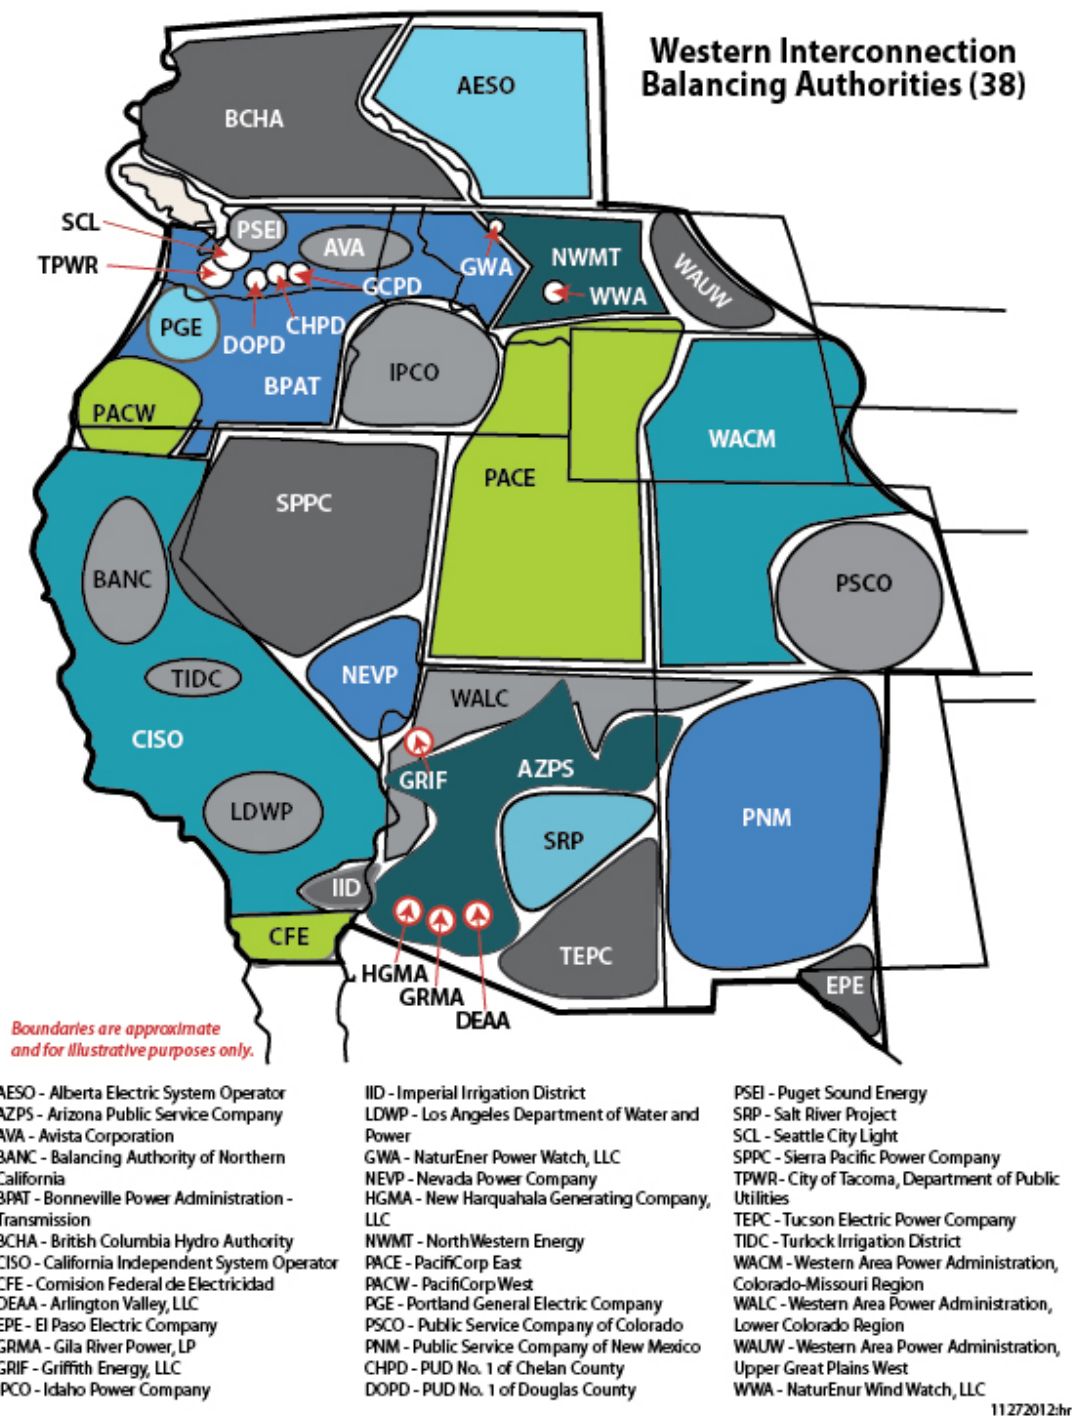 Western Interconnection
Balancing Authorities (38)
AESO
BCHA
SCL
PSEI
AVA
TPWR
GWA
NWMT
WAUW
GCPD
WWA
PGE
CHPD
DOPD
IPCO
BPAT
PACW
WACM
PACE
SPPC
BANC
PSCO
TIDC
NEVP
WALC
CISO
GRIF
AZPS
LDWP
SRP
PNM
IID
CFE
TEPC
HGMA
EPE
GRMA
DEAA
Boundaries are approximate
and for illustrative purposes only.
AESO - Alberta Electric System Operator
AZPS - Arizona Public Service Company
AVA - Avista Corporation
BANC - Balancing Authority of Northern
California
BPAT - Bonneville Power Administration -
Transmission
BCHA - British Columbia Hydro Authority
CISO - California Independent System Operator
CFE - Comision Federal de Electricidad
DEAA - Arlington Valley, LLC
EPE - El Paso Electric Company
GRMA - Gila River Power, LP
GRIF - Griffith Energy, LLC
IPCO - Idaho Power Company
IID - Imperial Irrigation District
LDWP - Los Angeles Department of Water and
Power
GWA - NaturEner Power Watch, LLC
NEVP - Nevada Power Company
HGMA - New Harquahala Generating Company,
LLC
NWMT - NorthWestern Energy
PACE - PacifiCorp East
PACW - PacifiCorp West
PGE - Portland General Electric Company
PSCO - Public Service Company of Colorado
PNM - Public Service Company of New Mexico
CHPD - PUD No. 1 of Chelan County
DOPD - PUD No. 1 of Douglas County
PSEI - Puget Sound Energy
SRP - Salt River Project
SCL - Seattle City Light
SPPC - Sierra Pacific Power Company
TPWR - City of Tacoma, Department of Public
Utilities
TEPC - Tucson Electric Power Company
TIDC - Turlock Irrigation District
WACM - Western Area Power Administration,
Colorado-Missouri Region
WALC - Western Area Power Administration,
Lower Colorado Region
WAUW - Western Area Power Administration,
Upper Great Plains West
WWA - NaturEnur Wind Watch, LLC
11272012:hr